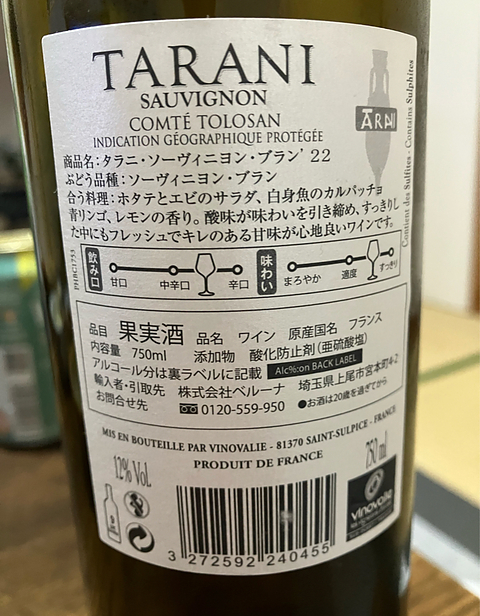 TARANI
SAUVIGNON
COMTÉ TOLOSAN
INDICATION GÉOGRAPHIQUE PROTÉGÉE
商品名：タラニ・ソーヴィニヨン・ブラン’22
ぶどう品種：ソーヴィニヨン・ブラン
合う料理：ホタテとエビのサラダ、白身魚のカルパッチョ
青リンゴ、レモンの香り。酸味が味わいを引き締め、すっきりし
た中にもフレッシュでキレのある甘味が心地良いワインです。
飲み口 甘口 中辛口 辛口 味わい まろやか 適度 すっきり
品目 果実酒 品名 ワイン 原産国名 フランス
内容量 750ml 添加物 酸化防止剤（亜硫酸塩）
アルコール分は裏ラベルに記載 Alc%:on BACK LABEL
輸入者・引取先 株式会社ベルーナ 埼玉県上尾市宮本町4-2
お問合せ先 0120-559-950 ●お酒は20歳を過ぎてから
MIS EN BOUTEILLE PAR VINOVALIE - 81370 SAINT-SULPICE - FRANCE
PRODUIT DE FRANCE
12% Vol.
750 ml
3 272592 240455
vinovalie
Contient des Sulfites - Contains Sulphites